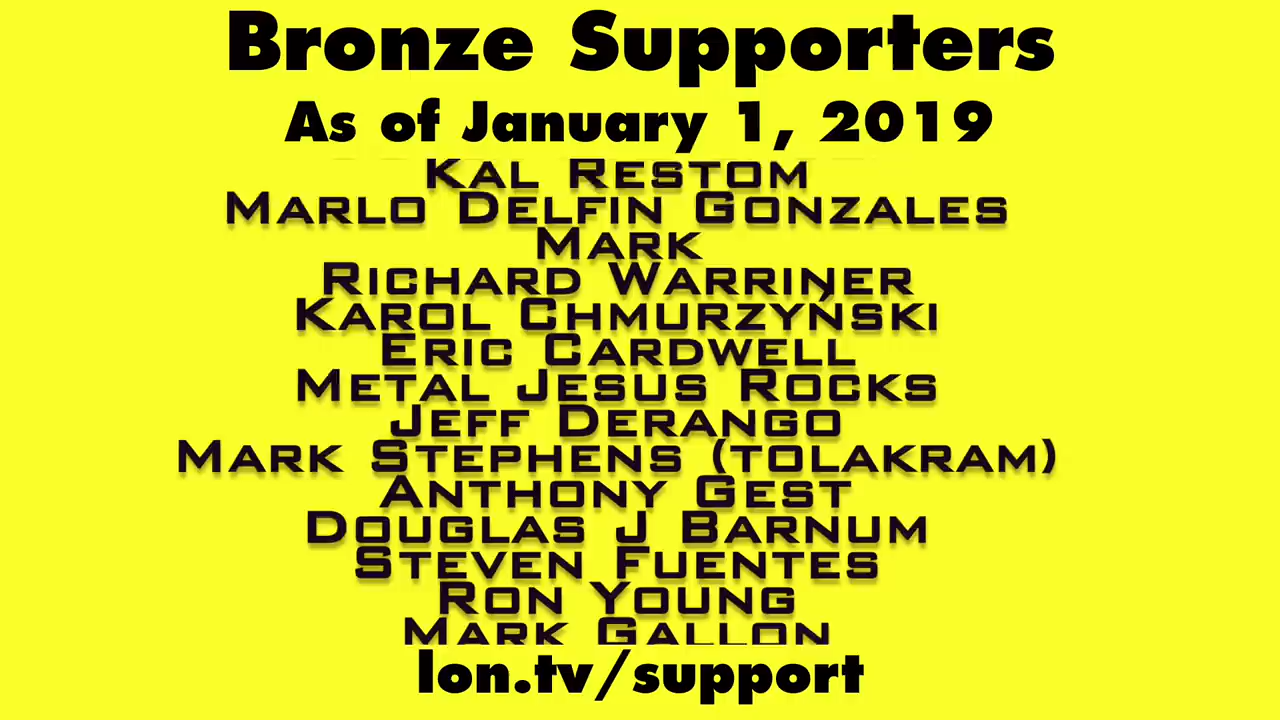 Bronze Supporters
As of January 1, 2019
Kal Restom
Marlo Delfin Gonzales
Mark
Richard Warriner
Karol Chmurzyński
Eric Cardwell
Metal Jesus Rocks
Jeff Derango
Mark Stephens (tolakram)
Anthony Gest
Douglas J Barnum
Steven Fuentes
Ron Young
Mark Gallon
lon.tv/support